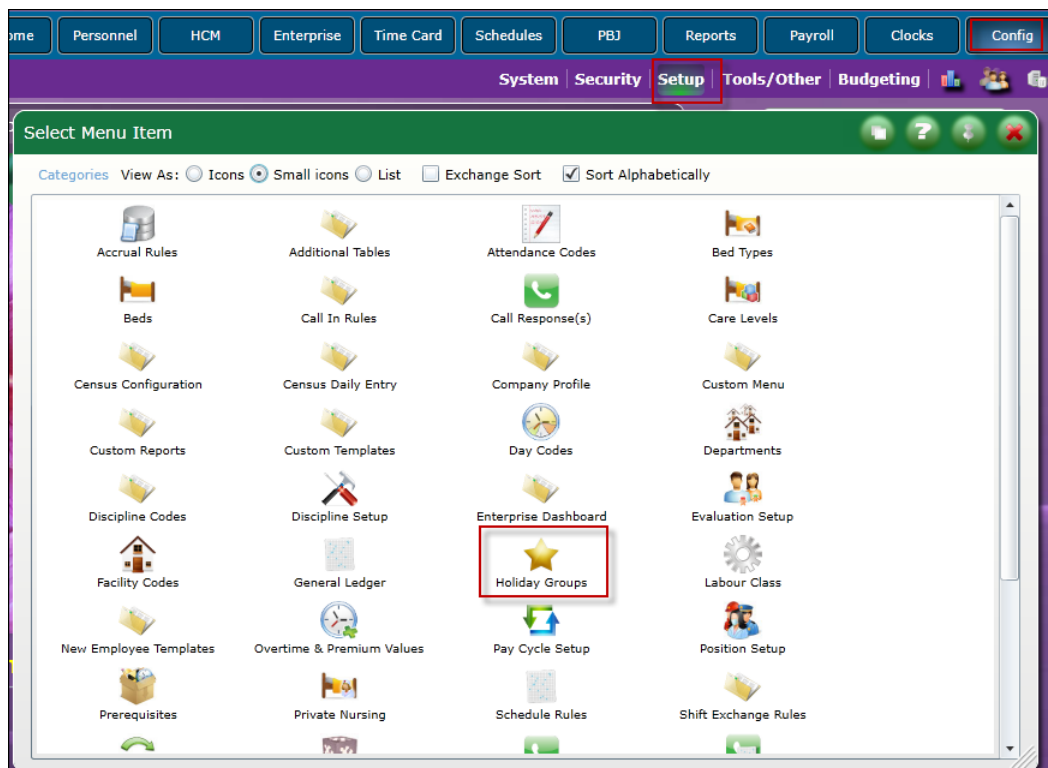 ome Personnel HCM Enterprise Time Card Schedules PBJ Reports Payroll Clocks Config
System Security Setup Tools/Other Budgeting
Select Menu Item
Categories View As: Icons Small icons List Exchange Sort Sort Alphabetically
Accrual Rules Additional Tables Attendance Codes Bed Types
Beds Call In Rules Call Response(s) Care Levels
Census Configuration Census Daily Entry Company Profile Custom Menu
Custom Reports Custom Templates Day Codes Departments
Discipline Codes Discipline Setup Enterprise Dashboard Evaluation Setup
Facility Codes General Ledger Holiday Groups Labour Class
New Employee Templates Overtime & Premium Values Pay Cycle Setup Position Setup
Prerequisites Private Nursing Schedule Rules Shift Exchange Rules